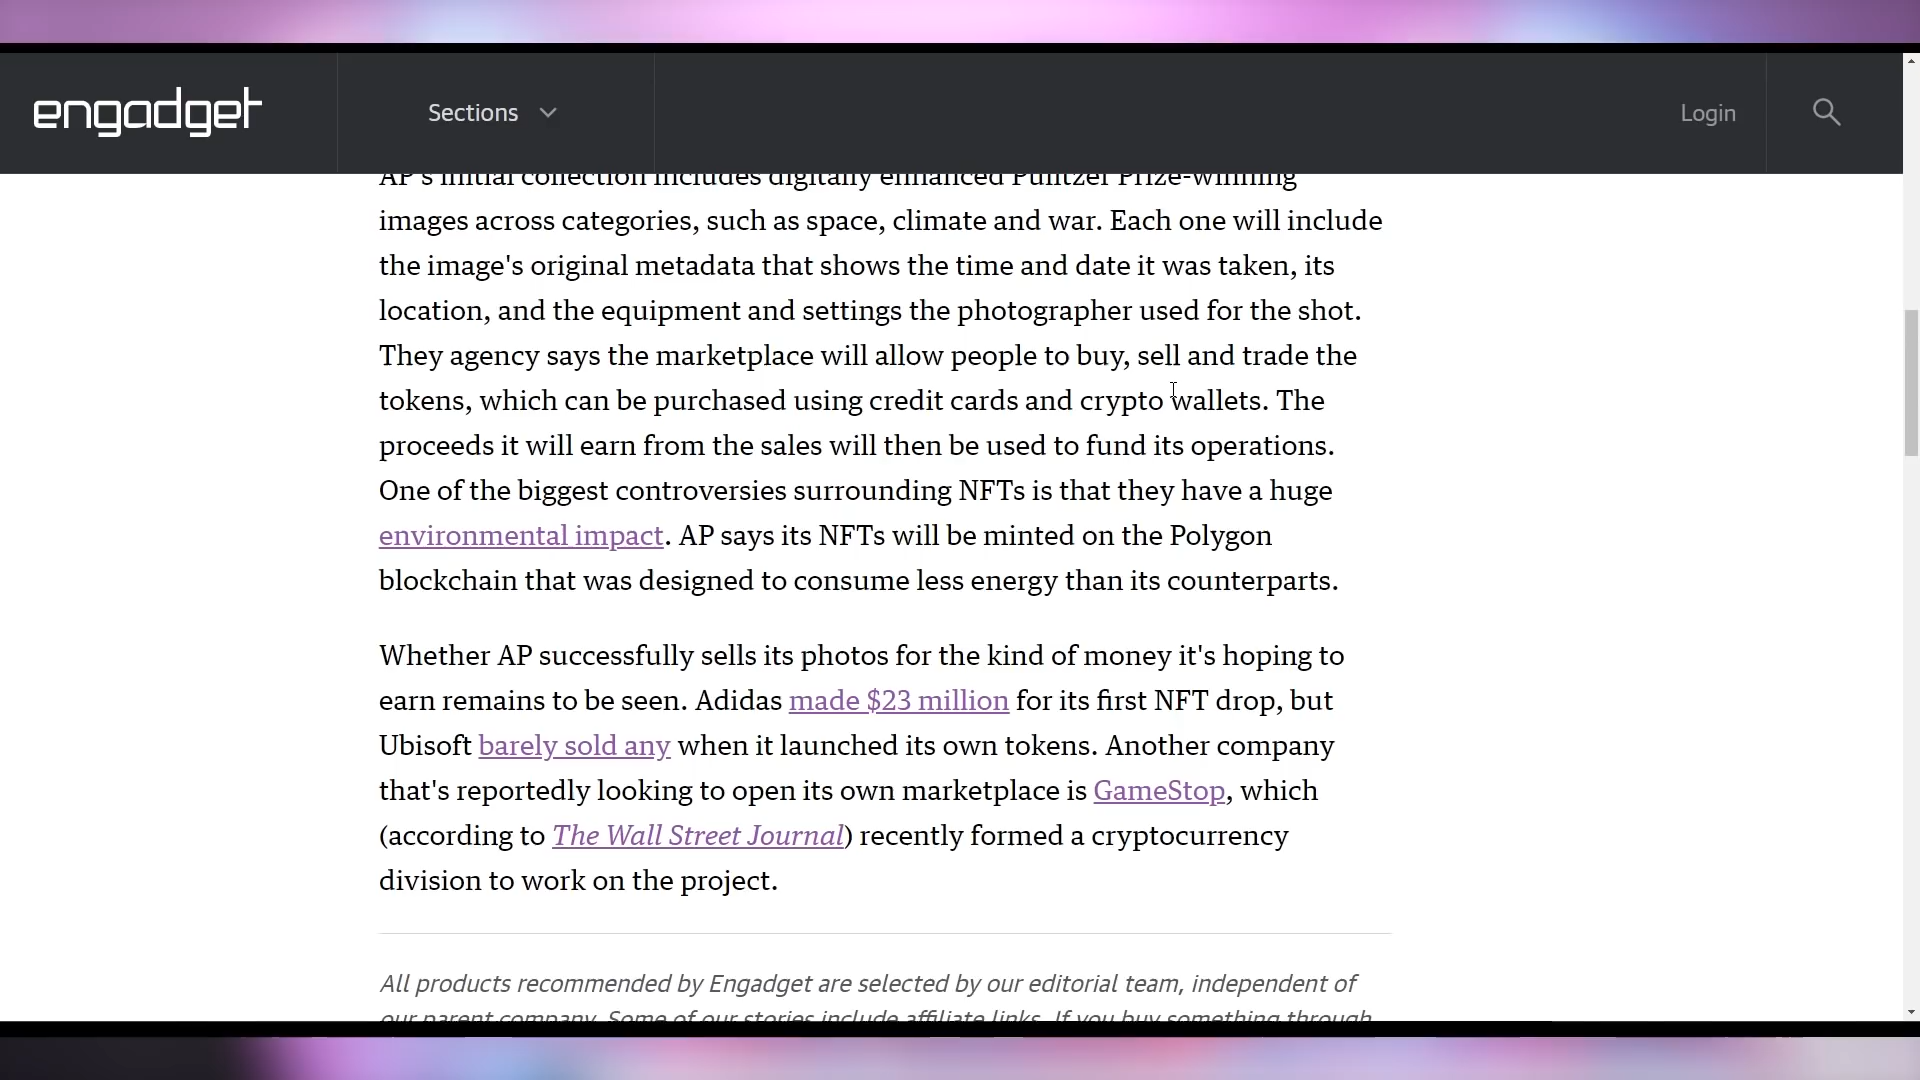 engadget
Sections
Login
AP's initial collection includes digitally enhanced Pulitzer Prize-winning
images across categories, such as space, climate and war. Each one will include
the image's original metadata that shows the time and date it was taken, its
location, and the equipment and settings the photographer used for the shot.
They agency says the marketplace will allow people to buy, sell and trade the
tokens, which can be purchased using credit cards and crypto wallets. The
proceeds it will earn from the sales will then be used to fund its operations.
One of the biggest controversies surrounding NFTs is that they have a huge
environmental impact. AP says its NFTs will be minted on the Polygon
blockchain that was designed to consume less energy than its counterparts.
Whether AP successfully sells its photos for the kind of money it's hoping to
earn remains to be seen. Adidas made $23 million for its first NFT drop, but
Ubisoft barely sold any when it launched its own tokens. Another company
that's reportedly looking to open its own marketplace is GameStop, which
(according to The Wall Street Journal) recently formed a cryptocurrency
division to work on the project.
All products recommended by Engadget are selected by our editorial team, independent of
our parent company. Some of our stories include affiliate links. If you buy something through